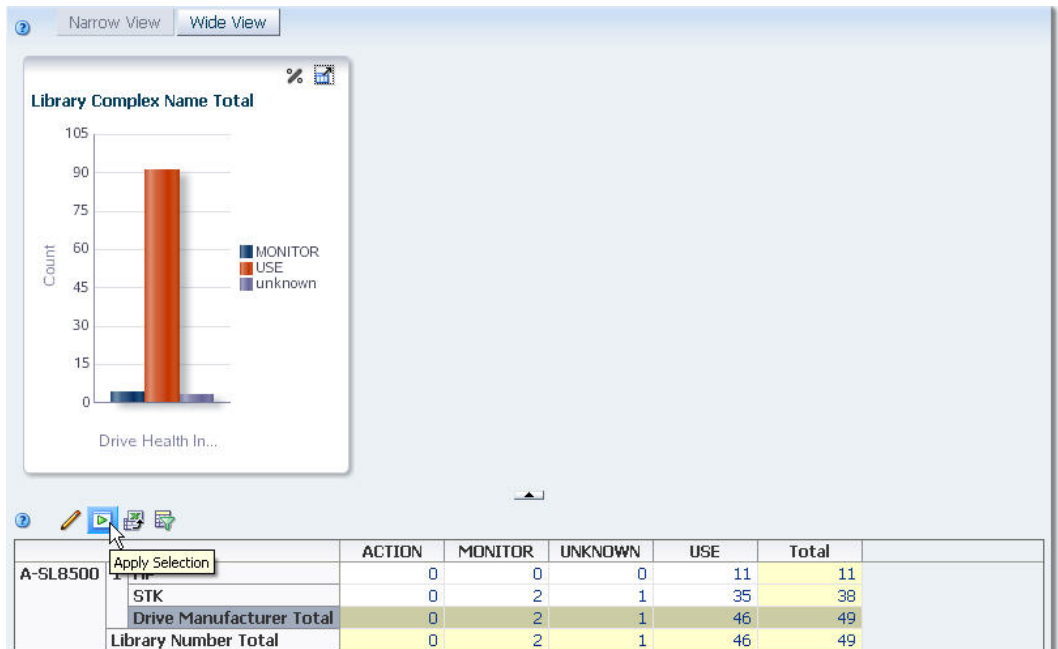 Narrow View Wide View
Library Complex Name Total
105
90
75
60
45
30
15
0
Count
MONITOR
USE
unknown
Drive Health In...
Apply Selection
ACTION MONITOR UNKNOWN USE Total
A-SL8500 1 HP 0 0 0 11 11
STK 0 2 1 35 38
Drive Manufacturer Total 0 2 1 46 49
Library Number Total 0 2 1 46 49